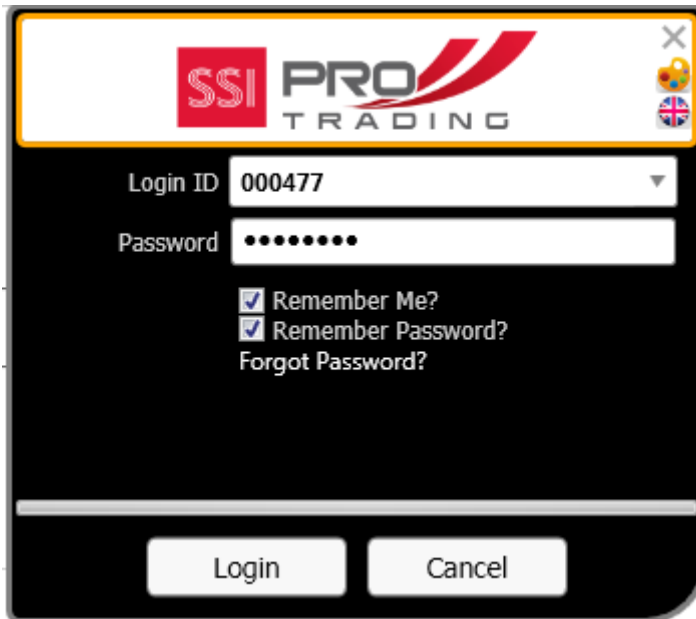 SSI PRO
TRADING
Login ID 000477
Password ••••••••
Remember Me?
Remember Password?
Forgot Password?
Login Cancel